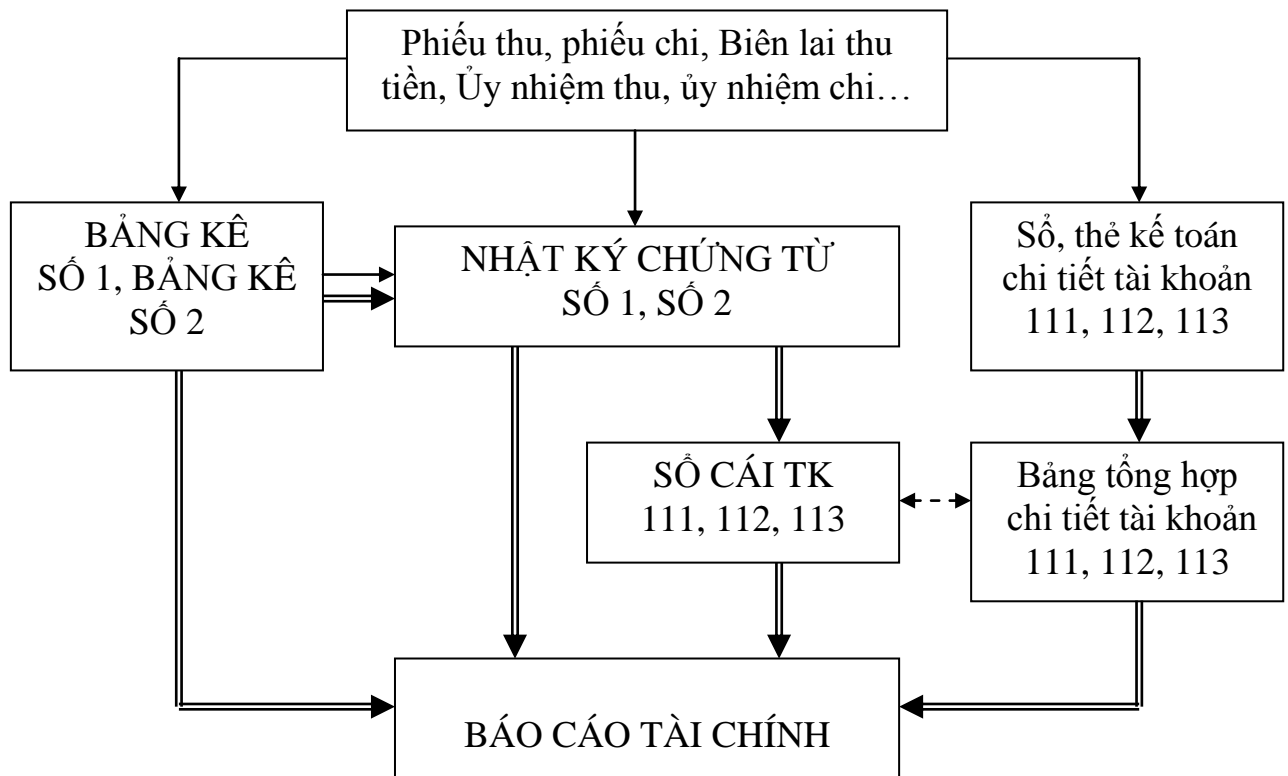 Phiếu thu, phiếu chi, Biên lai thu
tiền, Ủy nhiệm thu, ủy nhiệm chi…
BẢNG KÊ
SỐ 1, BẢNG KÊ
SỐ 2
NHẬT KÝ CHỨNG TỪ
SỐ 1, SỐ 2
Sổ, thẻ kế toán
chi tiết tài khoản
111, 112, 113
SỔ CÁI TK
111, 112, 113
Bảng tổng hợp
chi tiết tài khoản
111, 112, 113
BÁO CÁO TÀI CHÍNH